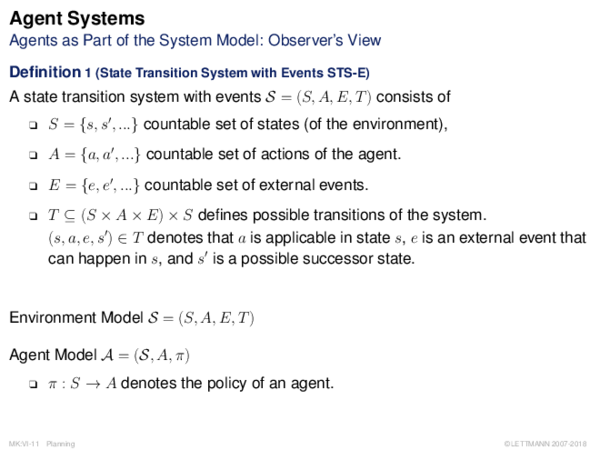 Agent Systems
Agents as Part of the System Model: Observer's View
Definition 1 (State Transition System with Events STS-E)
A state transition system with events 𝒮 = (S, A, E, T) consists of
❑ S = {s, s′, ...} countable set of states (of the environment),
❑ A = {a, a′, ...} countable set of actions of the agent.
❑ E = {e, e′, ...} countable set of external events.
❑ T ⊆ (S × A × E) × S defines possible transitions of the system.
(s, a, e, s′) ∈ T denotes that a is applicable in state s, e is an external event that
can happen in s, and s′ is a possible successor state.
Environment Model 𝒮 = (S, A, E, T)
Agent Model 𝒜 = (𝒮, A, π)
❑ π : S → A denotes the policy of an agent.
MK:VI-11 Planning
©LETTMANN 2007-2018